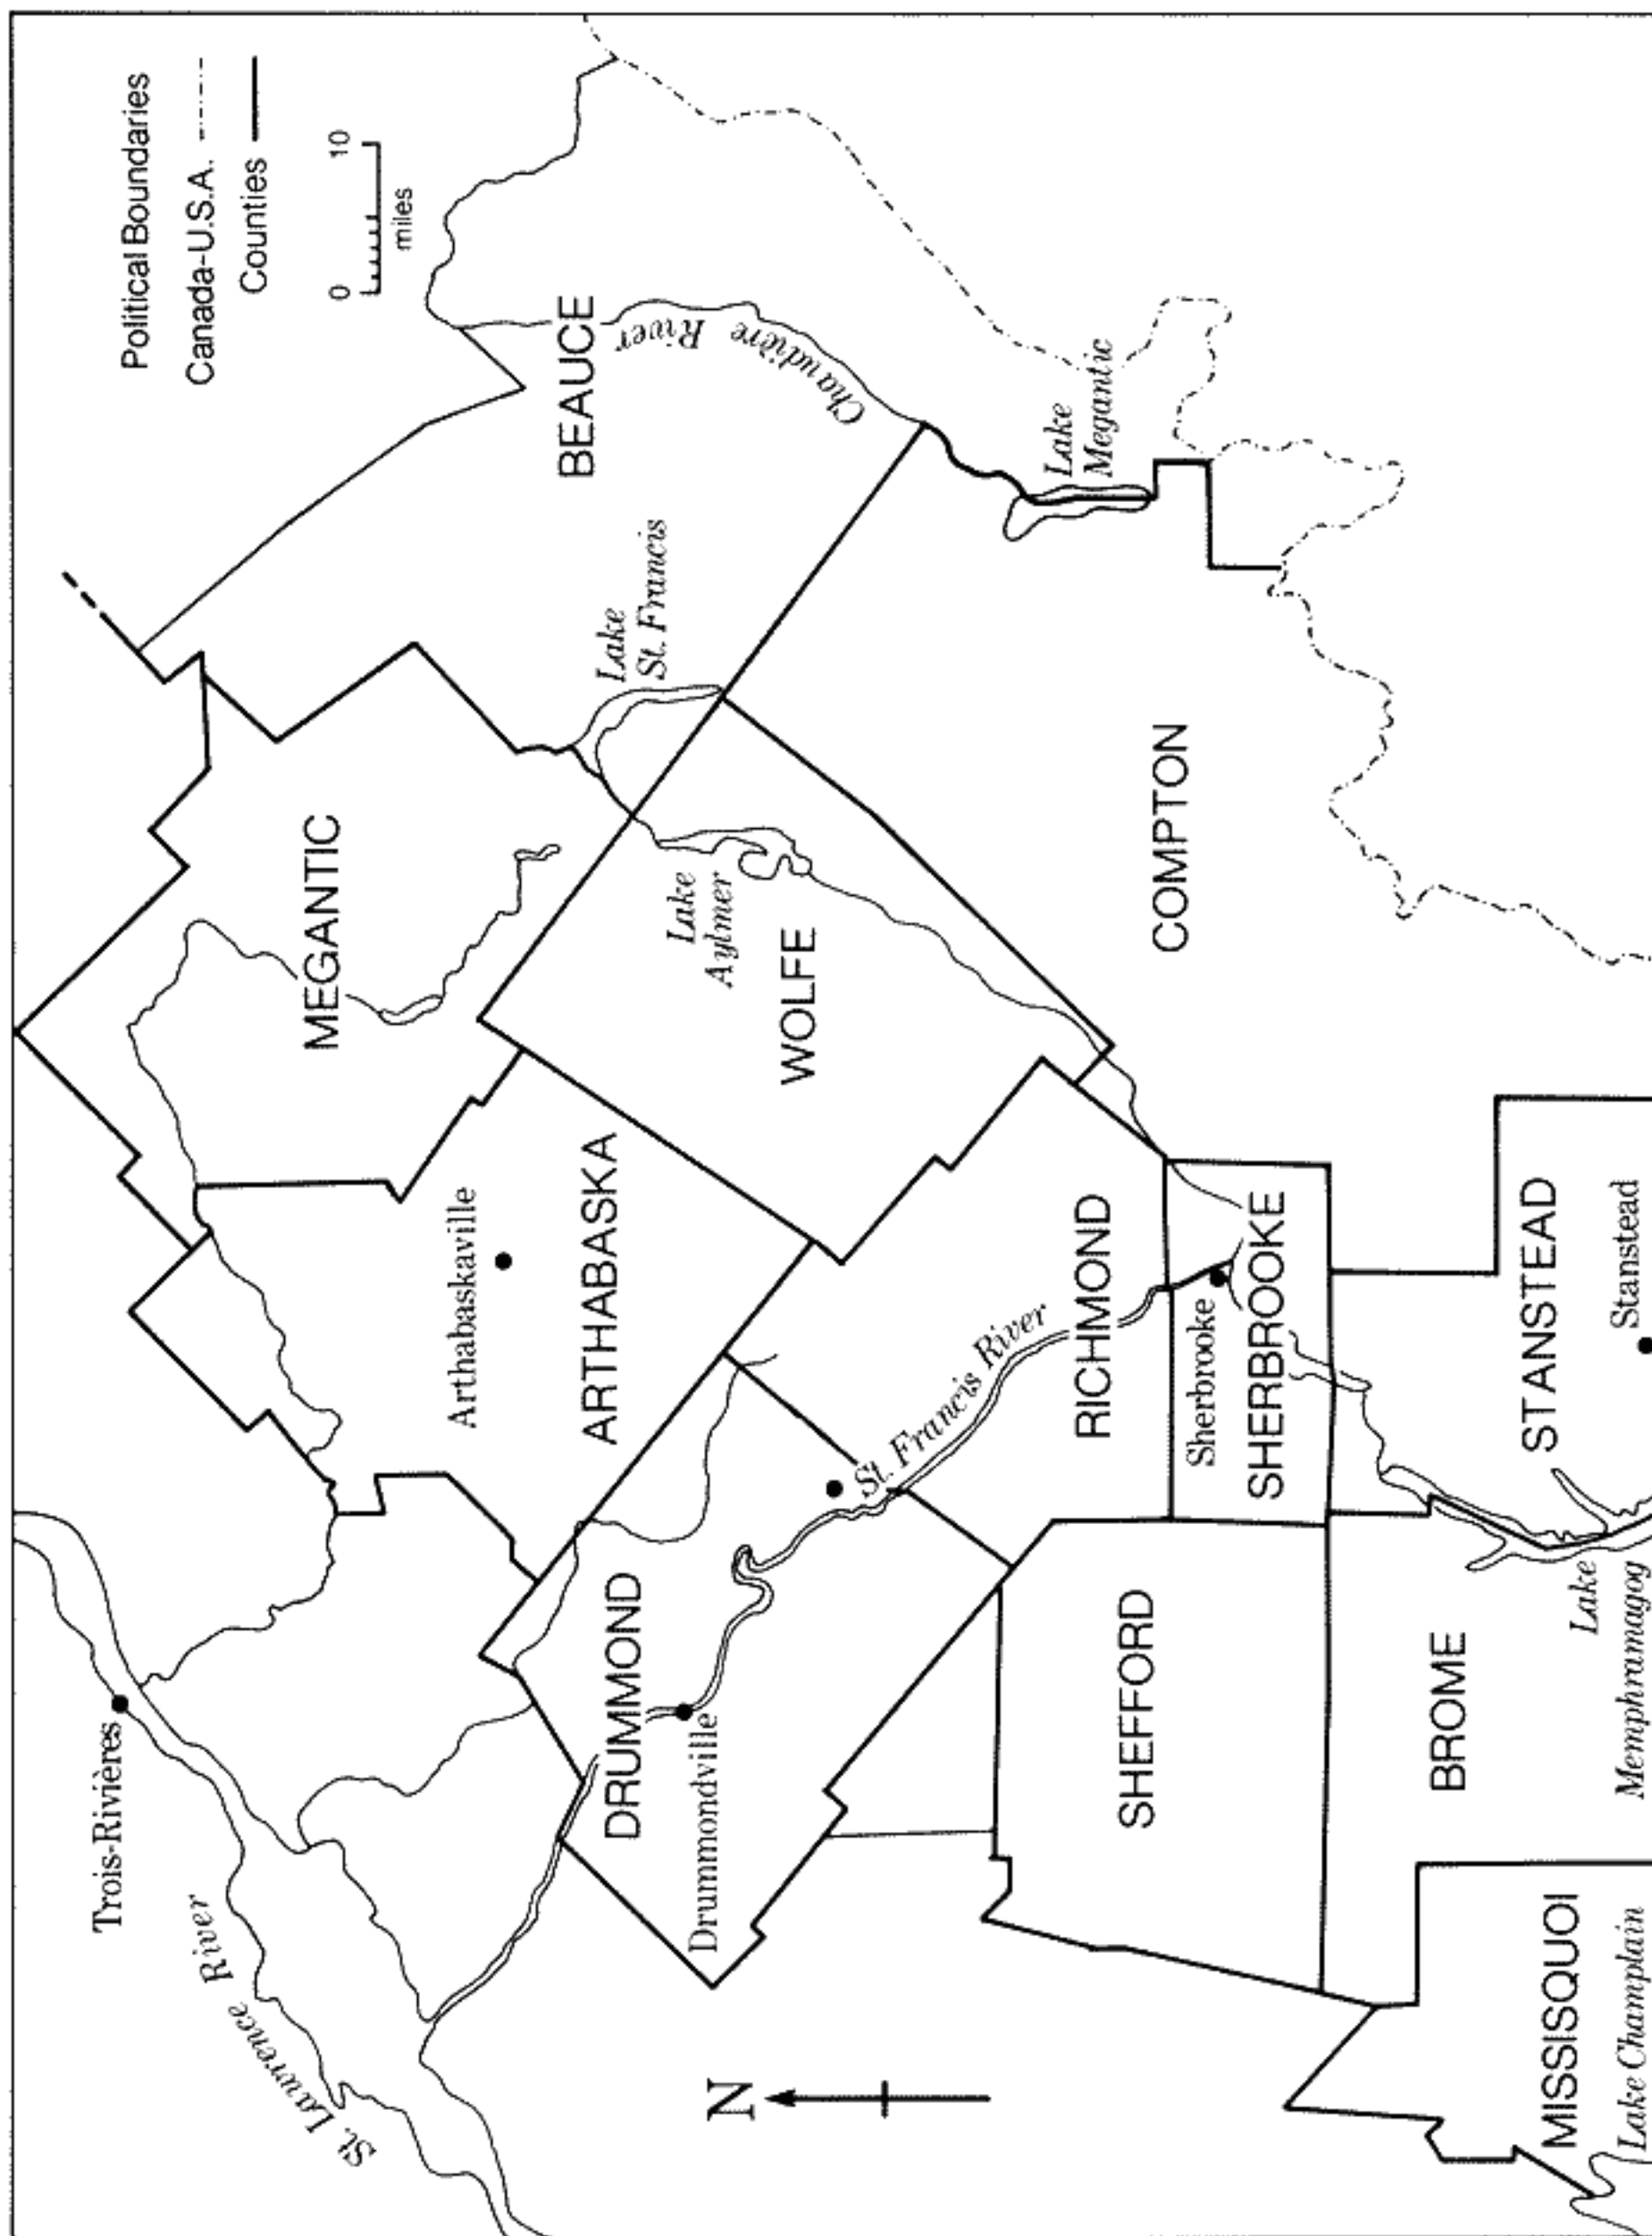 Political Boundaries
Canada-U.S.A.
Counties
0 10
miles
Trois-Rivières
St. Lawrence River
MEGANTIC
BEAUCE
Chaudière River
Lake
St. Francis
Arthabaskaville
ARTHABASKA
Lake
Aylmer
WOLFE
Lake
Megantic
DRUMMOND
Drummondville
St. Francis River
RICHMOND
COMPTON
N
SHEFFORD
Sherbrooke
SHERBROOKE
BROME
STANSTEAD
Stanstead
MISSISQUOI
Lake Champlain
Lake
Memphramagog